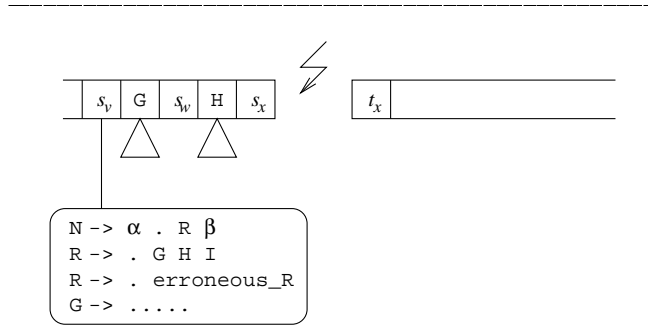 s_v G s_w H s_x t_x
N -> α . R β
R -> . G H I
R -> . erroneous_R
G -> .....